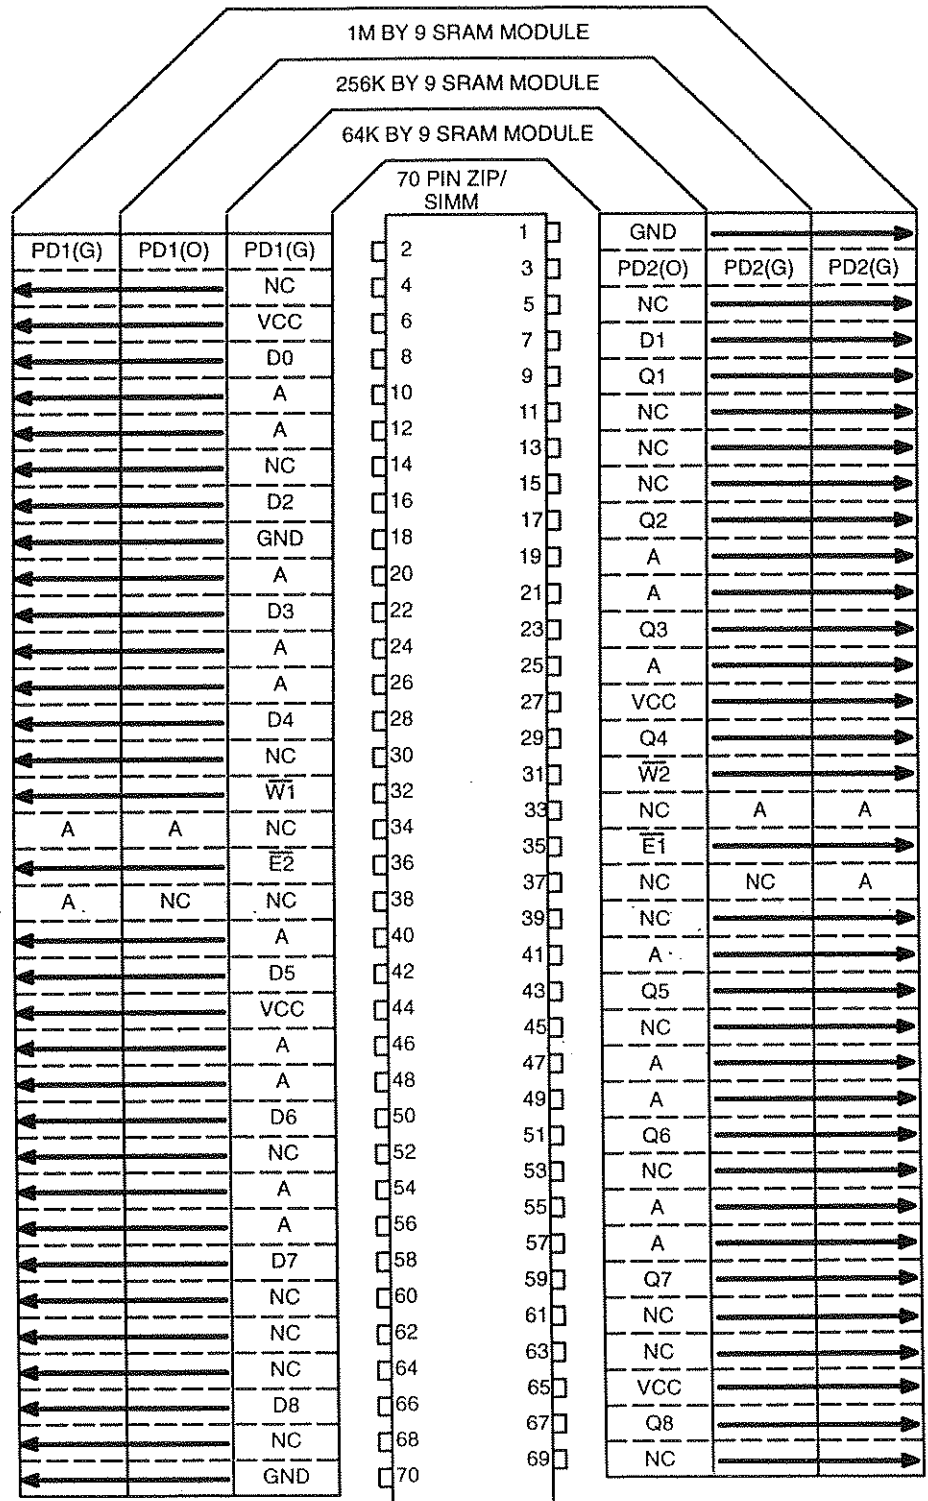 1M BY 9 SRAM MODULE
256K BY 9 SRAM MODULE
64K BY 9 SRAM MODULE
70 PIN ZIP/
SIMM
1 GND
PD1(G) PD1(O) PD1(G) 2
3 PD2(O) PD2(G) PD2(G)
NC 4
5 NC
VCC 6
7 D1
D0 8
9 Q1
A 10
11 NC
A 12
13 NC
NC 14
15 NC
D2 16
17 Q2
GND 18
19 A
A 20
21 A
D3 22
23 Q3
A 24
25 A
A 26
27 VCC
D4 28
29 Q4
NC 30
31 W̅2̅
W̅1̅ 32
33 NC A A
A A NC 34
35 E̅1̅
E̅2̅ 36
37 NC NC A
A NC NC 38
39 NC
A 40
41 A
D5 42
43 Q5
VCC 44
45 NC
A 46
47 A
A 48
49 A
D6 50
51 Q6
NC 52
53 NC
A 54
55 A
A 56
57 A
D7 58
59 Q7
NC 60
61 NC
NC 62
63 NC
NC 64
65 VCC
D8 66
67 Q8
NC 68
69 NC
GND 70